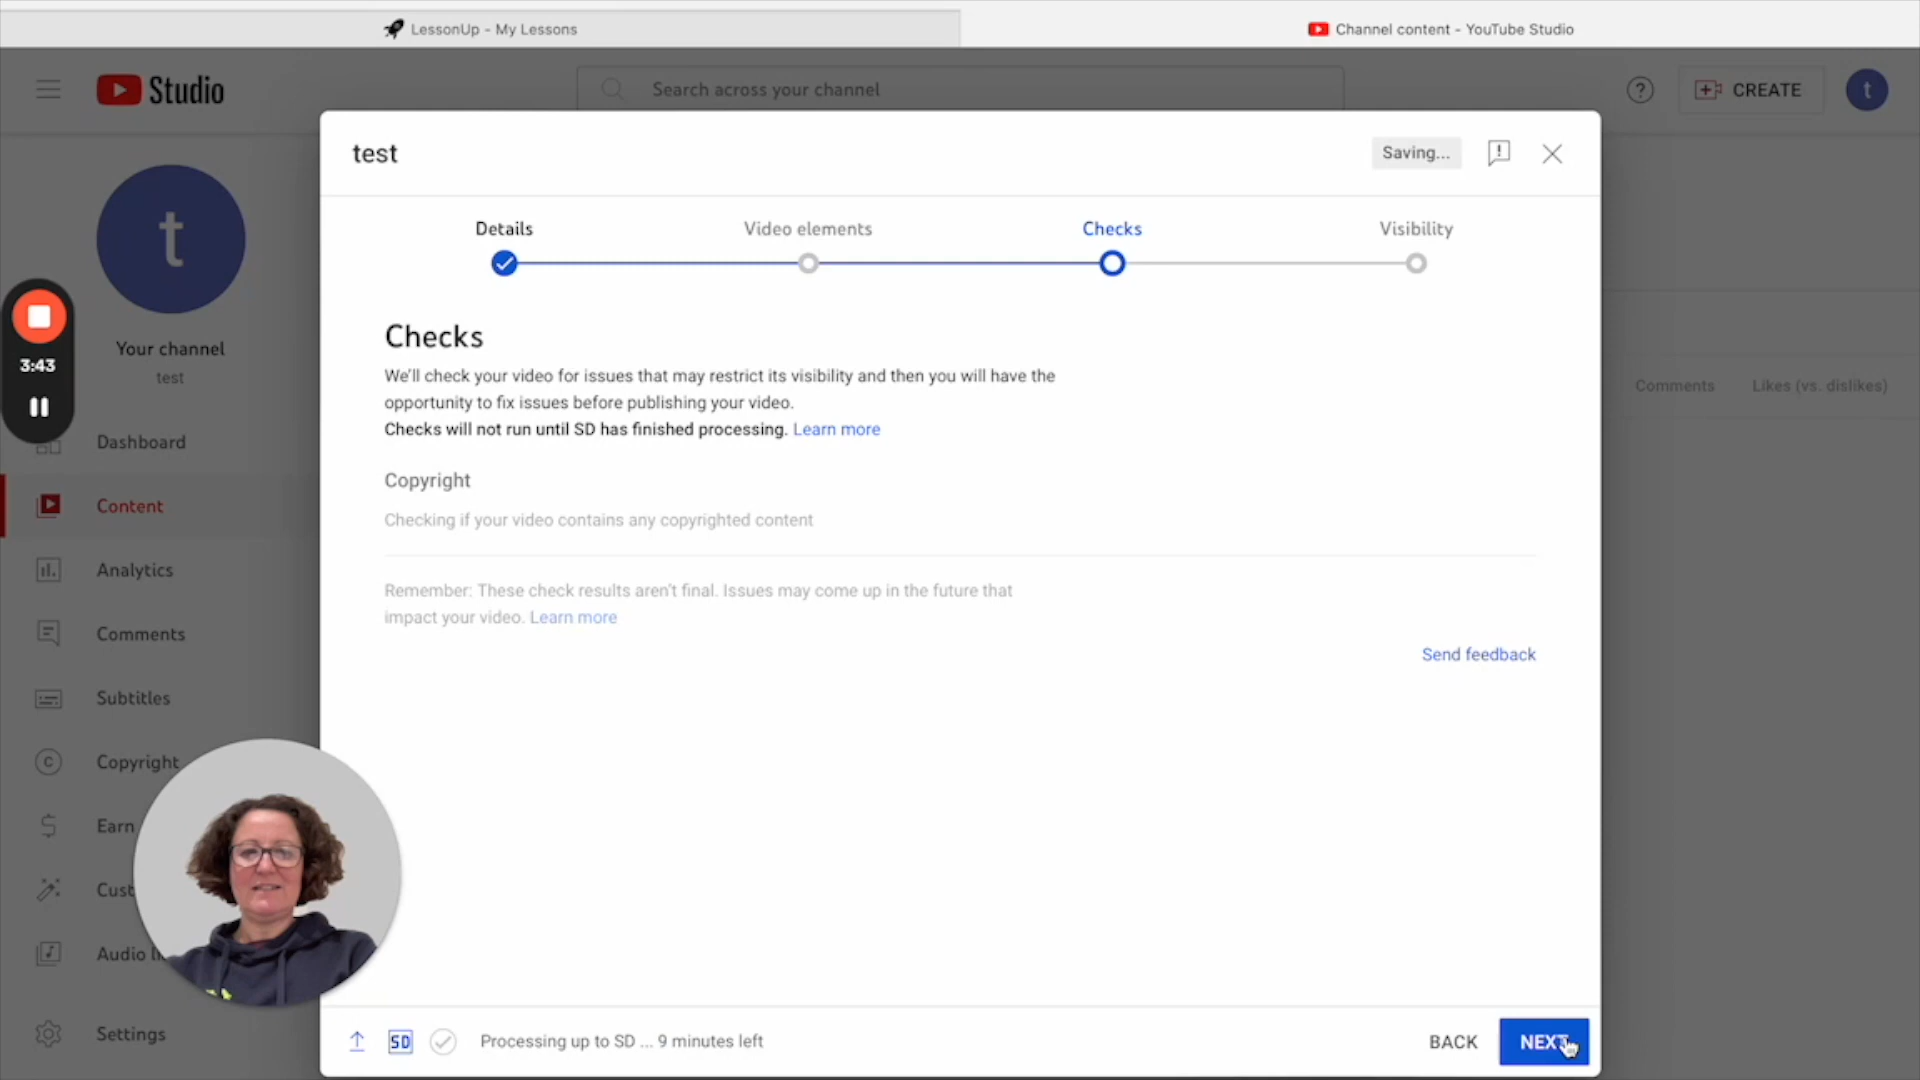 LessonUp - My Lessons
Channel content - YouTube Studio
Studio
Search across your channel
CREATE
t
test
Saving...
Details
Video elements
Checks
Visibility
t
Your channel
test
3:43
Checks
We'll check your video for issues that may restrict its visibility and then you will have the
opportunity to fix issues before publishing your video.
Checks will not run until SD has finished processing. Learn more
Comments
Likes (vs. dislikes)
Copyright
Checking if your video contains any copyrighted content
Remember: These check results aren't final. Issues may come up in the future that
impact your video. Learn more
Send feedback
Dashboard
Content
Analytics
Comments
Subtitles
Copyright
Earn
Settings
SD
Processing up to SD ... 9 minutes left
BACK
NEXT